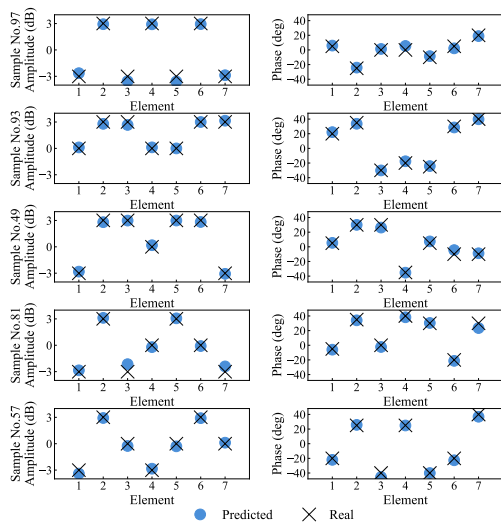 Sample No.97
Amplitude (dB)
3
0
−3
1 2 3 4 5 6 7
Element
Phase (deg)
40
20
0
−20
−40
1 2 3 4 5 6 7
Element
Sample No.93
Amplitude (dB)
3
0
−3
1 2 3 4 5 6 7
Element
Phase (deg)
40
20
0
−20
−40
1 2 3 4 5 6 7
Element
Sample No.49
Amplitude (dB)
3
0
−3
1 2 3 4 5 6 7
Element
Phase (deg)
40
20
0
−20
−40
1 2 3 4 5 6 7
Element
Sample No.81
Amplitude (dB)
3
0
−3
1 2 3 4 5 6 7
Element
Phase (deg)
40
20
0
−20
−40
1 2 3 4 5 6 7
Element
Sample No.57
Amplitude (dB)
3
0
−3
1 2 3 4 5 6 7
Element
Phase (deg)
40
20
0
−20
−40
1 2 3 4 5 6 7
Element
Predicted Real